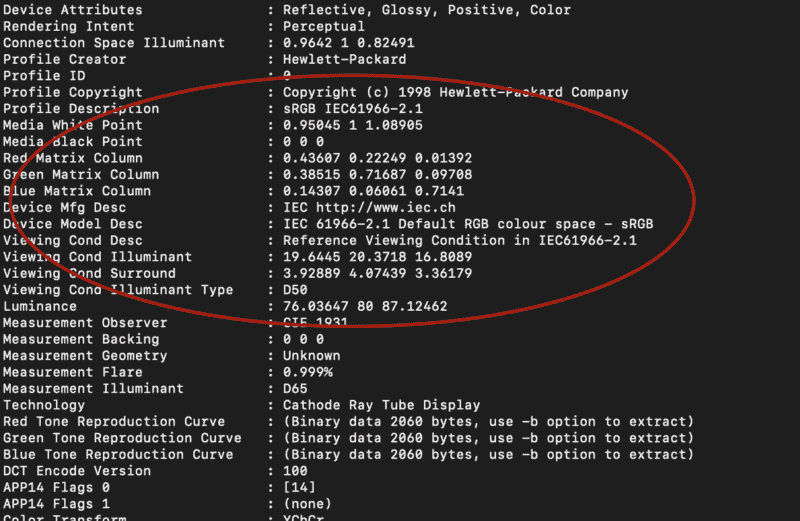 Device Attributes : Reflective, Glossy, Positive, Color
Rendering Intent : Perceptual
Connection Space Illuminant : 0.9642 1 0.82491
Profile Creator : Hewlett-Packard
Profile ID : 0
Profile Copyright : Copyright (c) 1998 Hewlett-Packard Company
Profile Description : sRGB IEC61966-2.1
Media White Point : 0.95045 1 1.08905
Media Black Point : 0 0 0
Red Matrix Column : 0.43607 0.22249 0.01392
Green Matrix Column : 0.38515 0.71687 0.09708
Blue Matrix Column : 0.14307 0.06061 0.7141
Device Mfg Desc : IEC http://www.iec.ch
Device Model Desc : IEC 61966-2.1 Default RGB colour space - sRGB
Viewing Cond Desc : Reference Viewing Condition in IEC61966-2.1
Viewing Cond Illuminant : 19.6445 20.3718 16.8089
Viewing Cond Surround : 3.92889 4.07439 3.36179
Viewing Cond Illuminant Type : D50
Luminance : 76.03647 80 87.12462
Measurement Observer : CIE 1931
Measurement Backing : 0 0 0
Measurement Geometry : Unknown
Measurement Flare : 0.999%
Measurement Illuminant : D65
Technology : Cathode Ray Tube Display
Red Tone Reproduction Curve : (Binary data 2060 bytes, use -b option to extract)
Green Tone Reproduction Curve : (Binary data 2060 bytes, use -b option to extract)
Blue Tone Reproduction Curve : (Binary data 2060 bytes, use -b option to extract)
DCT Encode Version : 100
APP14 Flags 0 : [14]
APP14 Flags 1 : (none)
Color Transform : YCbCr